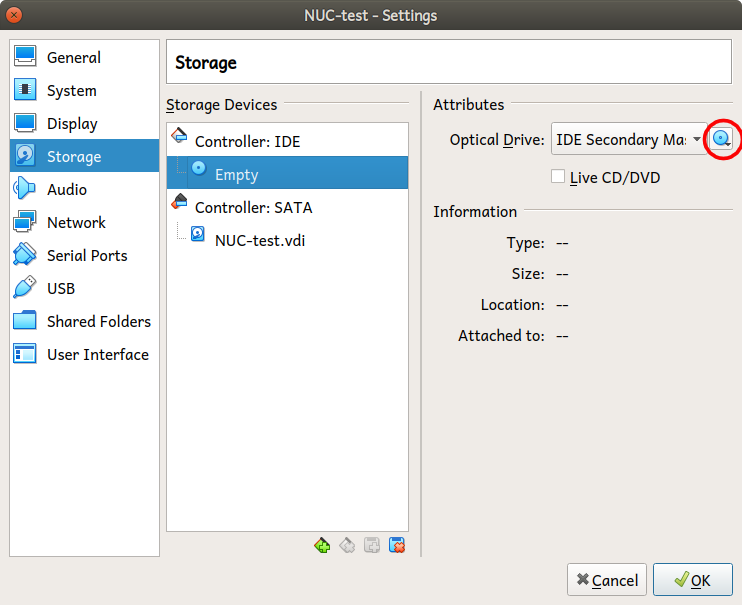 NUC-test - Settings
General
System
Display
Storage
Audio
Network
Serial Ports
USB
Shared Folders
User Interface
Storage
Storage Devices
Controller: IDE
Empty
Controller: SATA
NUC-test.vdi
Attributes
Optical Drive: IDE Secondary Ma
Live CD/DVD
Information
Type: --
Size: --
Location: --
Attached to: --
Cancel
OK